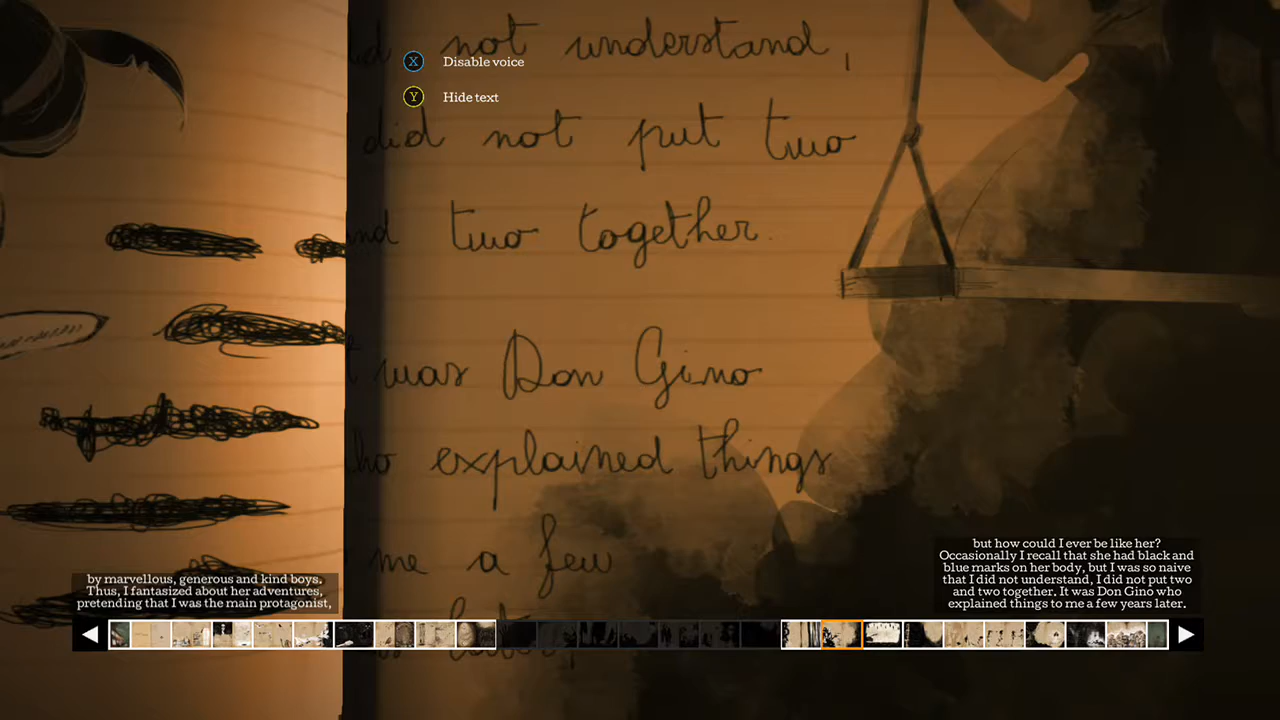 not understand,
X Disable voice
Y Hide text
did not put two
two together.
was Don Gino
explained things
me a few
by marvellous, generous and kind boys.
Thus, I fantasized about her adventures,
pretending that I was the main protagonist,
but how could I ever be like her?
Occasionally I recall that she had black and
blue marks on her body, but I was so naive
that I did not understand, I did not put two
and two together. It was Don Gino who
explained things to me a few years later.